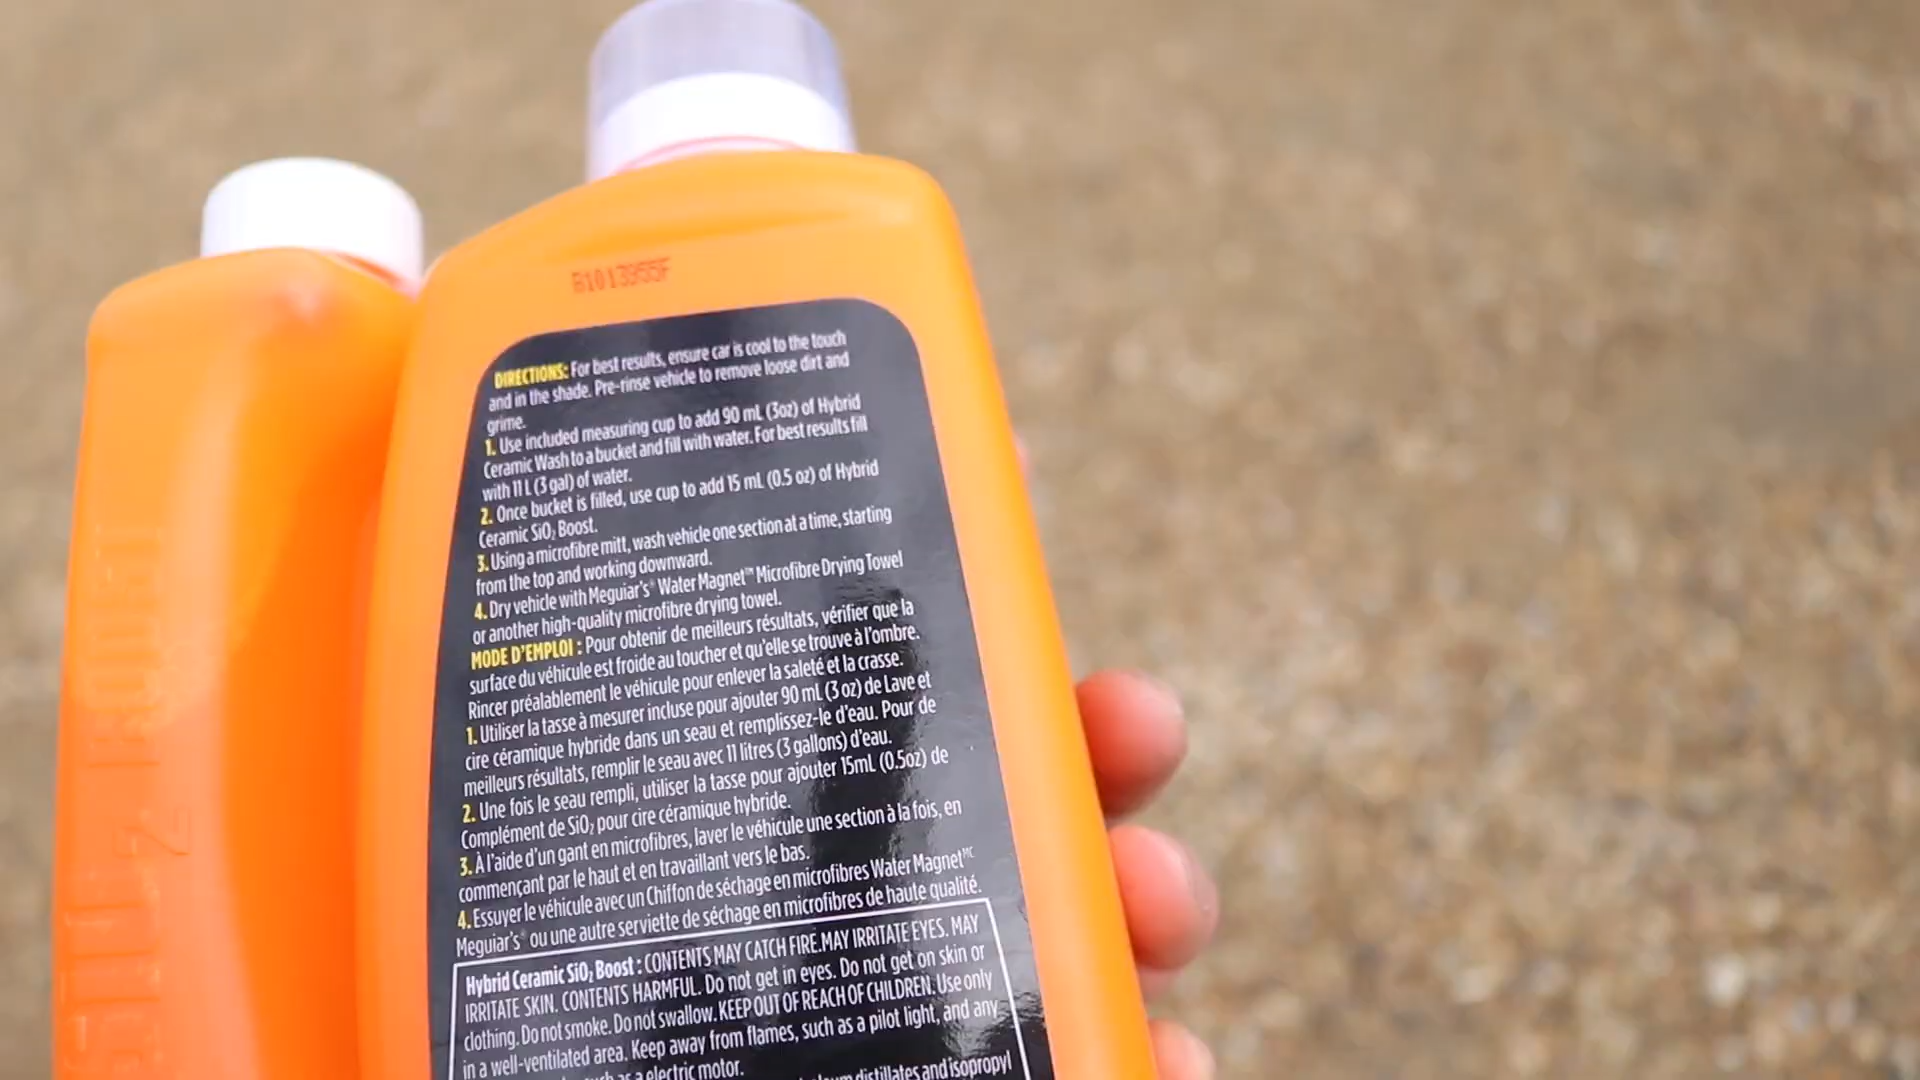 DIRECTIONS: For best results, ensure car is cool to the touch
and in the shade. Pre-rinse vehicle to remove loose dirt and
grime.
1. Use included measuring cup to add 90 mL (3oz) of Hybrid
Ceramic Wash to a bucket and fill with water. For best results fill
with 11 L (3 gal) of water.
2. Once bucket is filled, use cup to add 15 mL (0.5 oz) of Hybrid
Ceramic SiO₂ Boost.
3. Using a microfibre mitt, wash vehicle one section at a time, starting
from the top and working downward.
4. Dry vehicle with Meguiar's® Water Magnet™ Microfibre Drying Towel
or another high-quality microfibre drying towel.
MODE D'EMPLOI : Pour obtenir de meilleurs résultats, vérifier que la
surface du véhicule est froide au toucher et qu'elle se trouve à l'ombre.
Rincer préalablement le véhicule pour enlever la saleté et la crasse.
1. Utiliser la tasse à mesurer incluse pour ajouter 90 mL (3 oz) de Lave et
cire céramique hybride dans un seau et remplissez-le d'eau. Pour de
meilleurs résultats, remplir le seau avec 11 litres (3 gallons) d'eau.
2. Une fois le seau rempli, utiliser la tasse pour ajouter 15mL (0.5oz) de
Complément de SiO₂ pour cire céramique hybride.
3. À l'aide d'un gant en microfibres, laver le véhicule une section à la fois, en
commençant par le haut et en travaillant vers le bas.
4. Essuyer le véhicule avec un Chiffon de séchage en microfibres Water Magnet ᴹᶜ
Meguiar's® ou une autre serviette de séchage en microfibres de haute qualité.
Hybrid Ceramic SiO₂ Boost : CONTENTS MAY CATCH FIRE.MAY IRRITATE EYES. MAY
IRRITATE SKIN. CONTENTS HARMFUL. Do not get in eyes. Do not get on skin or
clothing. Do not smoke. Do not swallow. KEEP OUT OF REACH OF CHILDREN. Use only
in a well-ventilated area. Keep away from flames, such as a pilot light, and any
such as a electric motor.
distillates and isopropyl